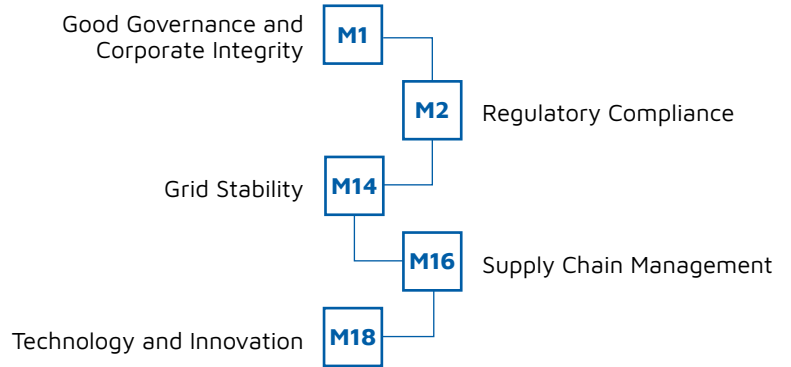 Good Governance and
Corporate Integrity
M1
M2
Regulatory Compliance
Grid Stability
M14
M16
Supply Chain Management
Technology and Innovation
M18